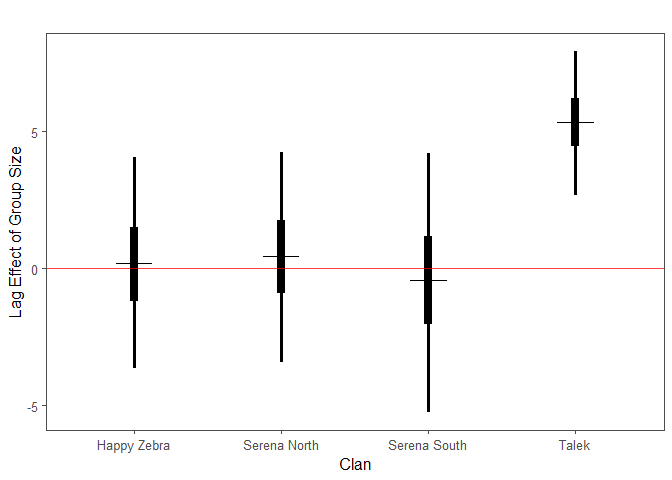 Lag Effect of Group Size
5
0
-5
Happy Zebra
Serena North
Serena South
Talek
Clan